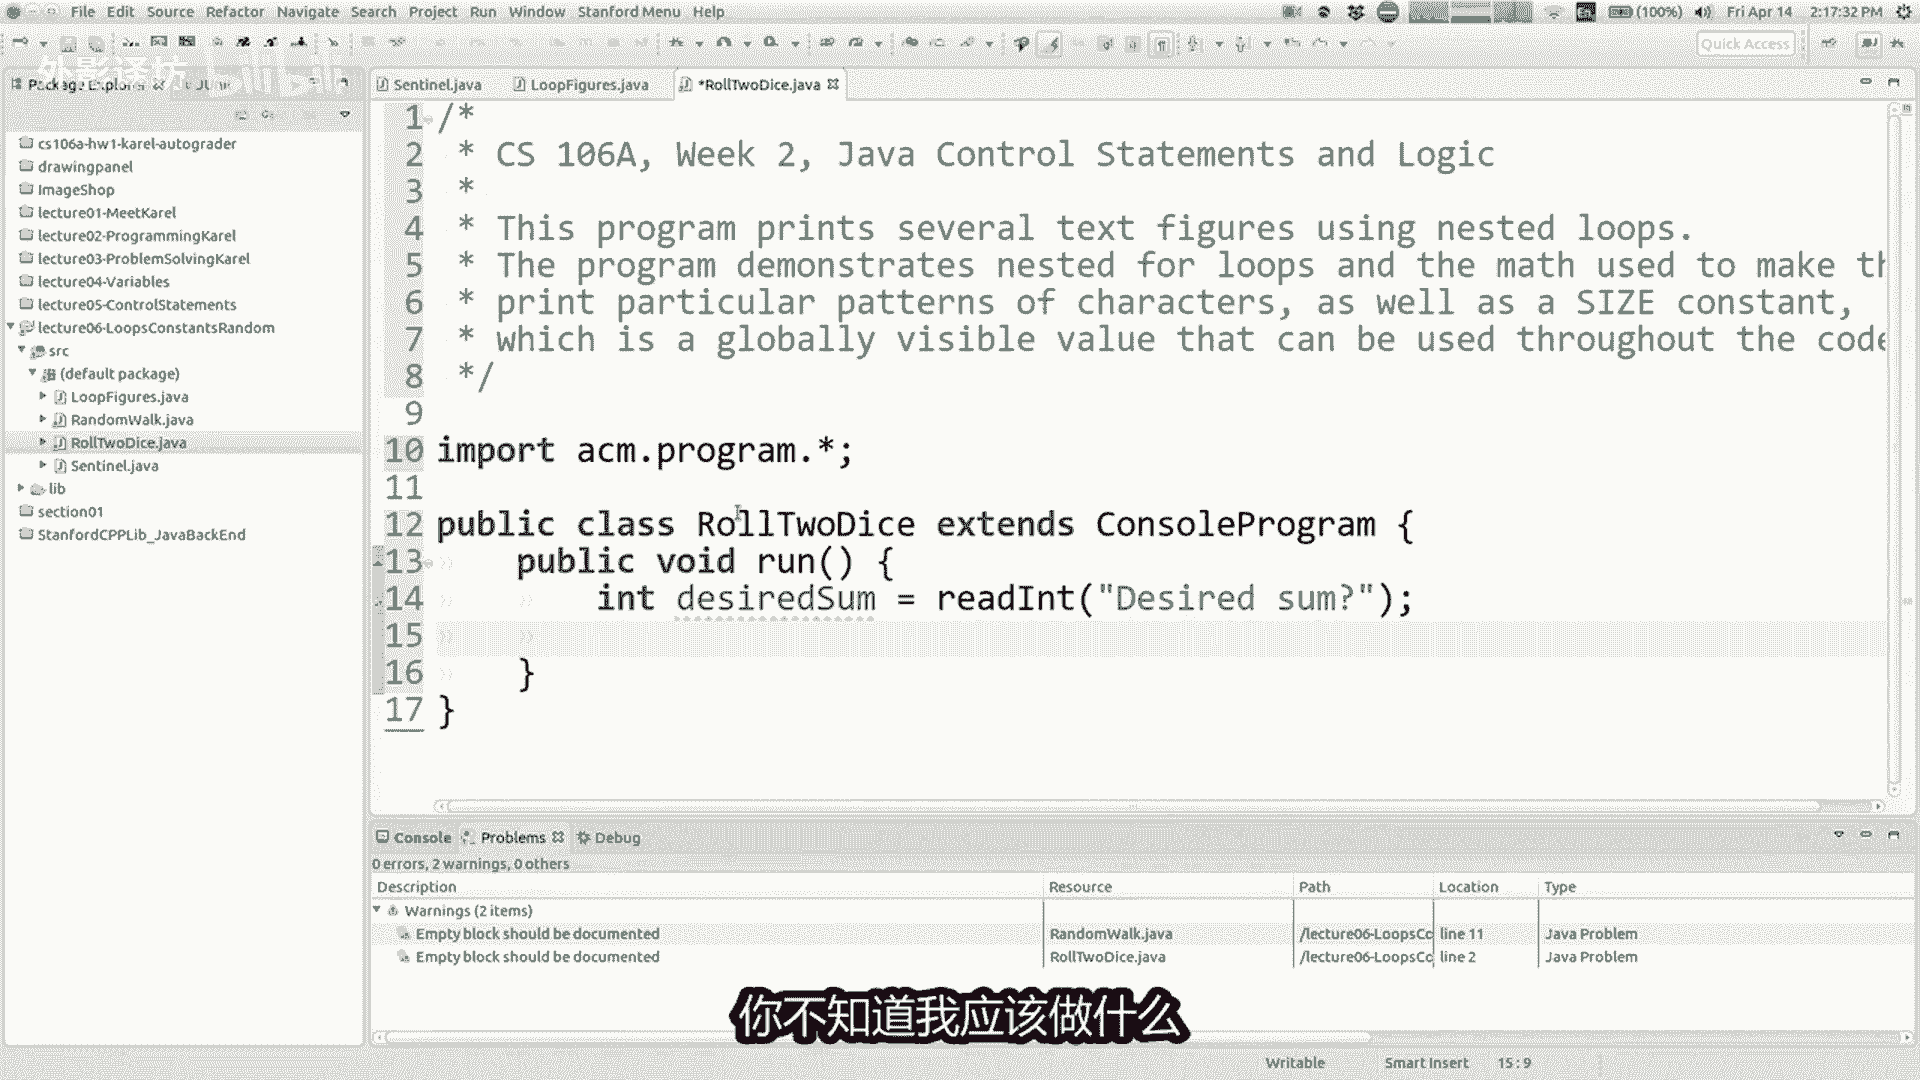 File Edit Source Refactor Navigate Search Project Run Window Stanford Menu Help
(100%) Fri Apr 14 2:17:32 PM
Quick Access
外影译坊 bilibili
Package Explorer
Sentinel.java LoopFigures.java *RollTwoDice.java
cs106a-hw1-karel-autograder
drawingpanel
ImageShop
lecture01-MeetKarel
lecture02-ProgrammingKarel
lecture03-ProblemSolvingKarel
lecture04-Variables
lecture05-ControlStatements
lecture06-LoopsConstantsRandom
src
(default package)
LoopFigures.java
RandomWalk.java
RollTwoDice.java
Sentinel.java
lib
section01
StanfordCPPLib_JavaBackEnd
1 /*
2 * CS 106A, Week 2, Java Control Statements and Logic
3 *
4 * This program prints several text figures using nested loops.
5 * The program demonstrates nested for loops and the math used to make th
6 * print particular patterns of characters, as well as a SIZE constant,
7 * which is a globally visible value that can be used throughout the code
8 */
9
10 import acm.program.*;
11
12 public class RollTwoDice extends ConsoleProgram {
13 public void run() {
14 int desiredSum = readInt("Desired sum?");
15
16 }
17 }
Console Problems Debug
0 errors, 2 warnings, 0 others
Description Resource Path Location Type
Warnings (2 items)
Empty block should be documented RandomWalk.java /lecture06-LoopsCo line 11 Java Problem
Empty block should be documented RollTwoDice.java /lecture06-LoopsCo line 2 Java Problem
你不知道我应该做什么
Writable Smart Insert 15:9